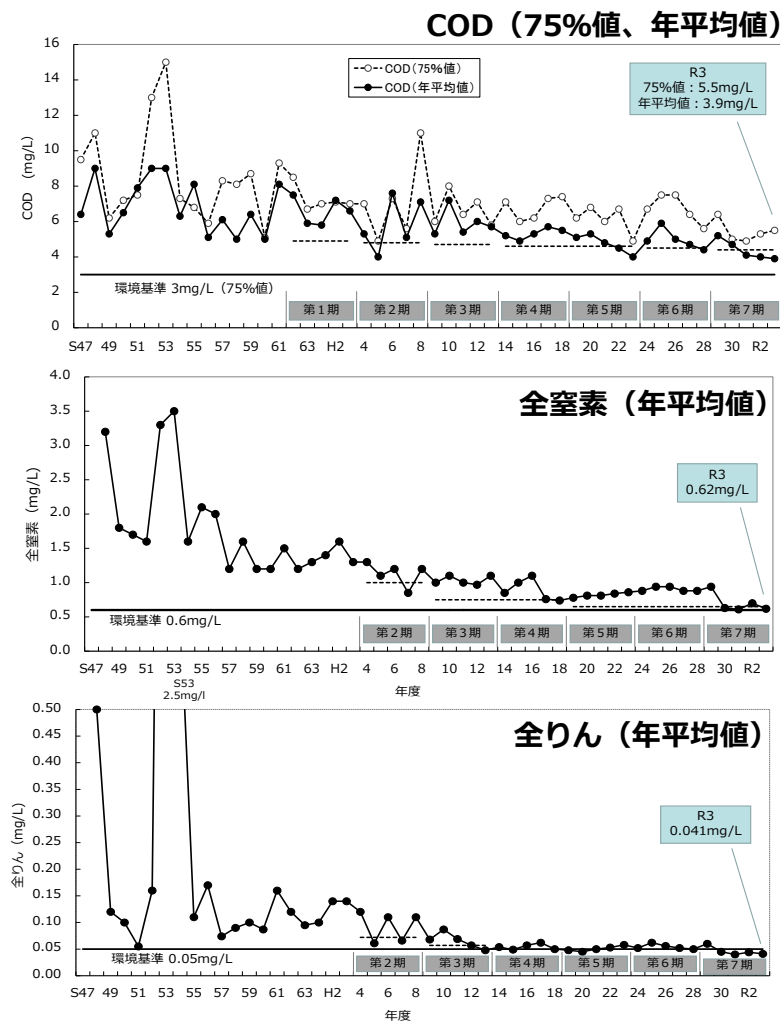 COD（75%値、年平均値）
16
14
12
10
8
6
4
2
0
COD (mg/L)
COD（75%値）
COD（年平均値）
R3
75%値：5.5mg/L
年平均値：3.9mg/L
環境基準 3mg/L（75%値）
第１期 第２期 第３期 第４期 第５期 第６期 第７期
S47 49 51 53 55 57 59 61 63 H2 4 6 8 10 12 14 16 18 20 22 24 26 28 30 R2
全窒素（年平均値）
4.0
3.5
3.0
2.5
2.0
1.5
1.0
0.5
0.0
全窒素 (mg/L)
R3
0.62mg/L
環境基準 0.6mg/L
第２期 第３期 第４期 第５期 第６期 第７期
S47 49 51 53 55 57 59 61 63 H2 4 6 8 10 12 14 16 18 20 22 24 26 28 30 R2
年度
S53
2.5mg/l
全りん（年平均値）
0.50
0.45
0.40
0.35
0.30
0.25
0.20
0.15
0.10
0.05
0.00
全りん (mg/L)
R3
0.041mg/L
環境基準 0.05mg/L
第２期 第３期 第４期 第５期 第６期 第７期
S47 49 51 53 55 57 59 61 63 H2 4 6 8 10 12 14 16 18 20 22 24 26 28 30 R2
年度